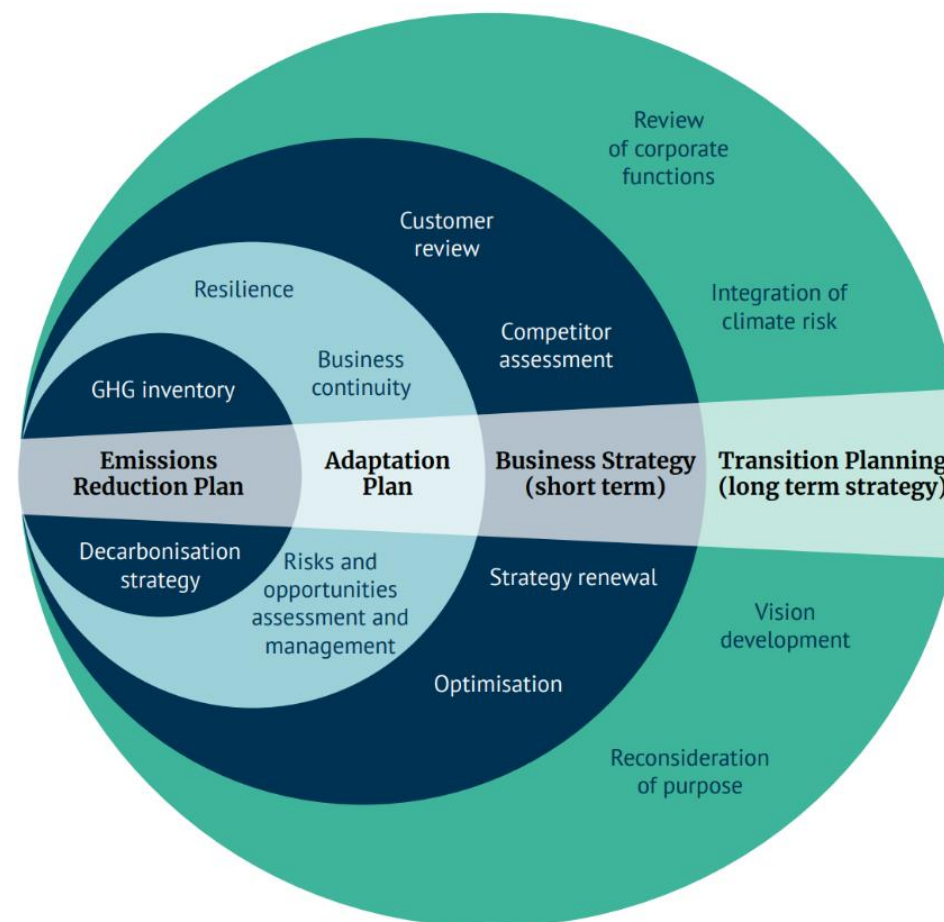 Review
of corporate
functions
Customer
review
Resilience
Integration of
climate risk
Competitor
assessment
Business
continuity
GHG inventory
Emissions
Reduction Plan
Adaptation
Plan
Business Strategy
(short term)
Transition Planning
(long term strategy)
Decarbonisation
strategy
Risks and
opportunities
assessment and
management
Strategy renewal
Vision
development
Optimisation
Reconsideration
of purpose